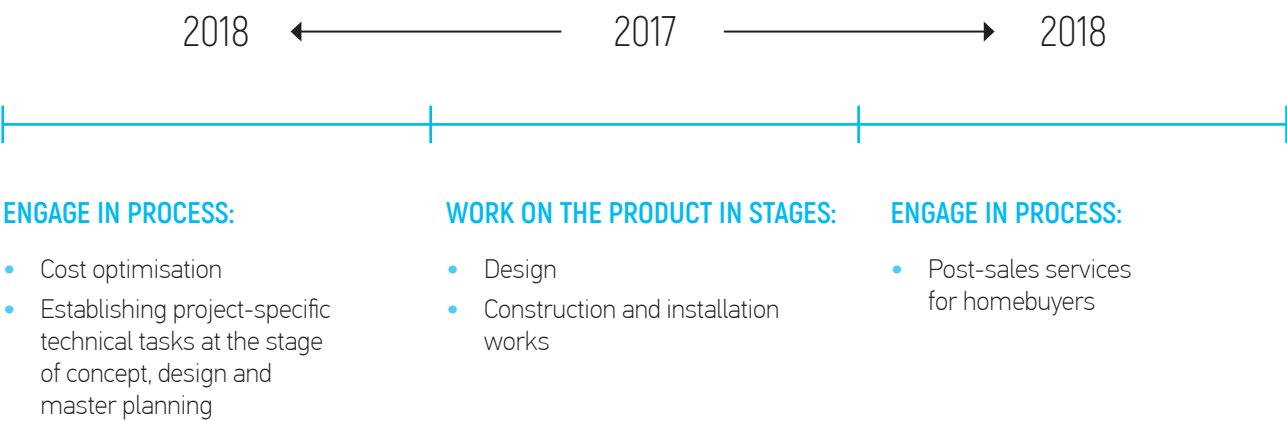 2018 2017 2018
ENGAGE IN PROCESS:
• Cost optimisation
• Establishing project-specific
technical tasks at the stage
of concept, design and
master planning
WORK ON THE PRODUCT IN STAGES:
• Design
• Construction and installation
works
ENGAGE IN PROCESS:
• Post-sales services
for homebuyers